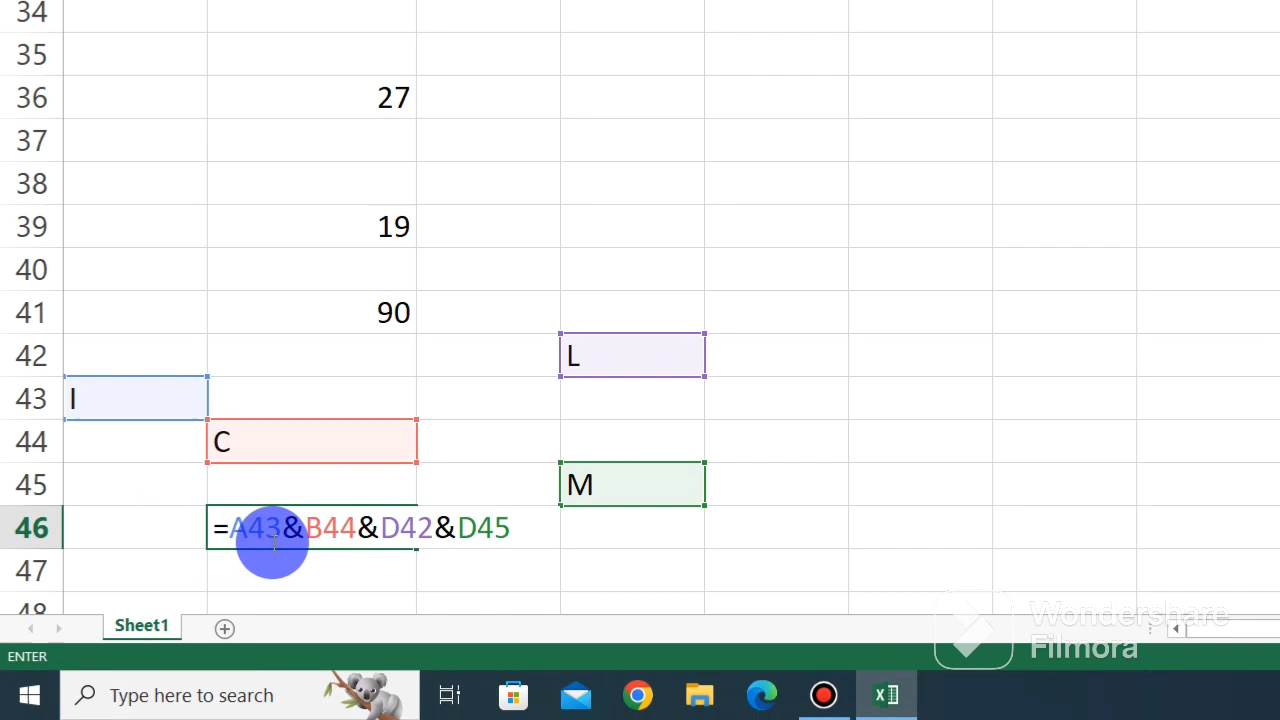 34
35
36 27
37
38
39 19
40
41 90
42 L
43 I
44 C
45 M
46 =A43&B44&D42&D45
47
48
Sheet1
Wondershare
Filmora
ENTER
Type here to search